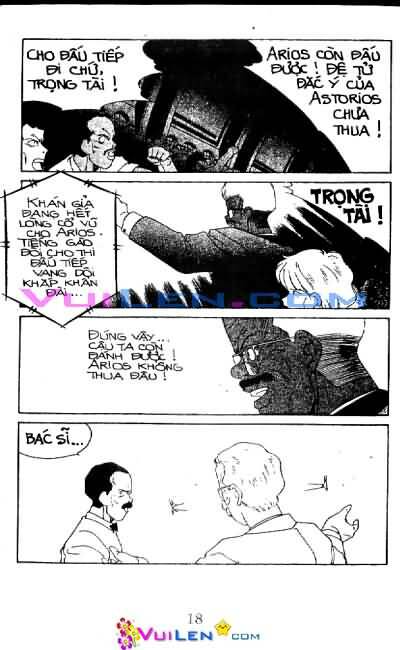 CHO ĐẤU TIẾP
ĐI CHỨ,
TRỌNG TÀI !
ARIOS CÒN ĐẤU
ĐƯỢC ! ĐỆ TỬ
ĐẮC Ý CỦA
ASTORIOS
CHƯA
THUA !
KHÁN GIẢ
ĐANG HẾT
LÒNG CỔ VŨ
CHO ARIOS.
TIẾNG GÀO
ĐÒI CHO THI
ĐẤU TIẾP
VANG DỘI
KHẮP KHÁN
ĐÀI...
TRỌNG
TÀI !
VUILEN.COM
ĐÚNG VẬY...
CẬU TA CÒN
ĐÁNH ĐƯỢC !
ARIOS KHÔNG
THUA ĐÂU !
BÁC SĨ...
18
VUILEN.COM